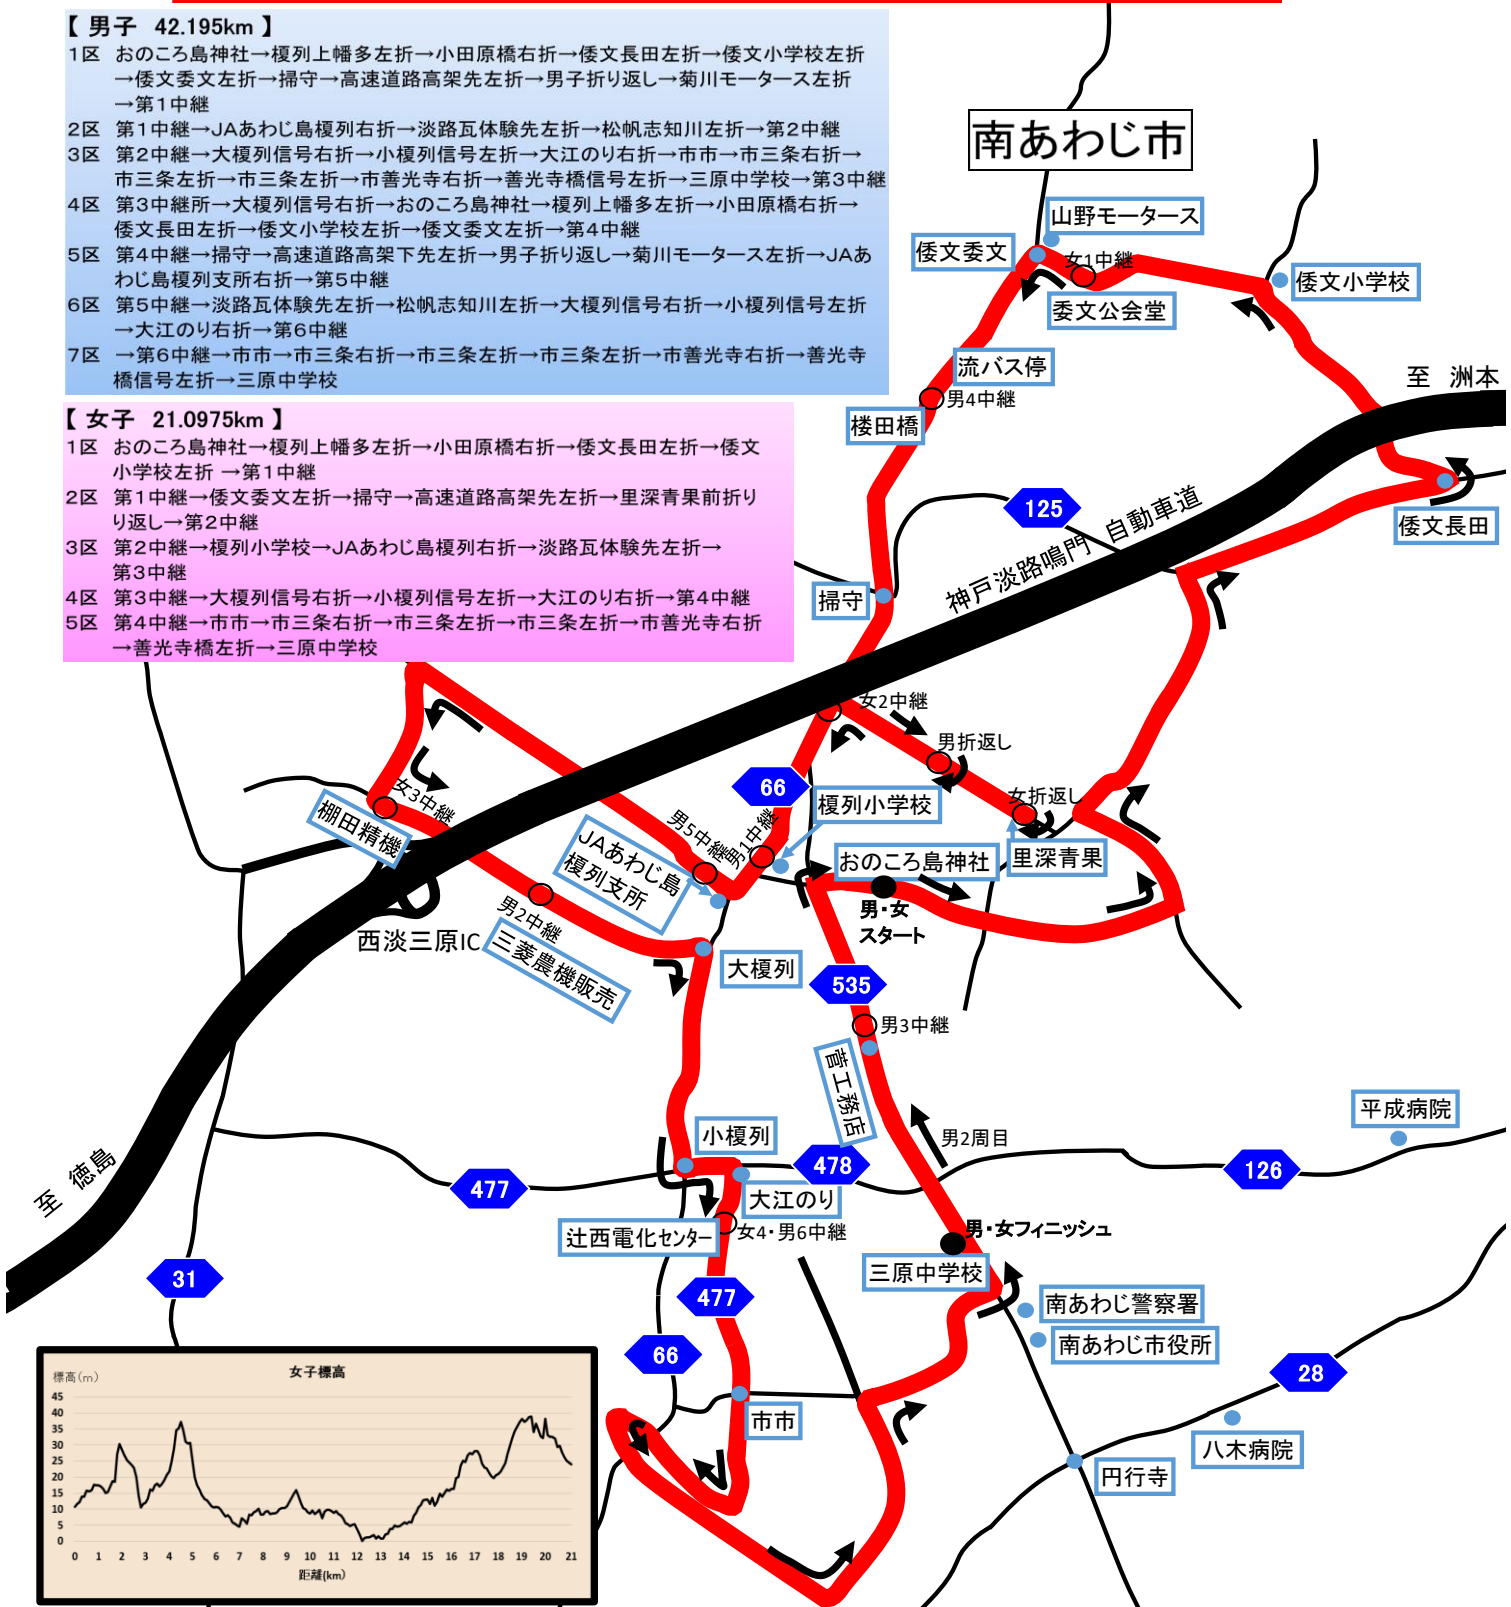 【 男子 42.195km 】
1区 おのころ島神社→榎列上幡多左折→小田原橋右折→倭文長田左折→倭文小学校左折
→倭文委文左折→掃守→高速道路高架先左折→男子折り返し→菊川モータース左折
→第1中継
2区 第1中継→JAあわじ島榎列右折→淡路瓦体験先左折→松帆志知川左折→第2中継
3区 第2中継→大榎列信号右折→小榎列信号左折→大江のり右折→市市→市三条右折→
市三条左折→市三条左折→市善光寺右折→善光寺橋信号左折→三原中学校→第3中継
4区 第3中継所→大榎列信号右折→おのころ島神社→榎列上幡多左折→小田原橋右折→
倭文長田左折→倭文小学校左折→倭文委文左折→第4中継
5区 第4中継→掃守→高速道路高架下先左折→男子折り返し→菊川モータース左折→JAあ
わじ島榎列支所右折→第5中継
6区 第5中継→淡路瓦体験先左折→松帆志知川左折→大榎列信号右折→小榎列信号左折
→大江のり右折→第6中継
7区 →第6中継→市市→市三条右折→市三条左折→市三条左折→市善光寺右折→善光寺
橋信号左折→三原中学校
【 女子 21.0975km 】
1区 おのころ島神社→榎列上幡多左折→小田原橋右折→倭文長田左折→倭文
小学校左折 →第1中継
2区 第1中継→倭文委文左折→掃守→高速道路高架先左折→里深青果前折り
り返し→第2中継
3区 第2中継→榎列小学校→JAあわじ島榎列右折→淡路瓦体験先左折→
第3中継
4区 第3中継→大榎列信号右折→小榎列信号左折→大江のり右折→第4中継
5区 第4中継→市市→市三条右折→市三条左折→市三条左折→市善光寺右折
→善光寺橋左折→三原中学校
南あわじ市
山野モータース
倭文委文
女1中継
委文公会堂
倭文小学校
流バス停
男4中継
楼田橋
至 洲本
125
倭文長田
神戸淡路鳴門 自動車道
掃守
女2中継
男折返し
66
榎列小学校
女折返し
女3中継
棚田精機
男5中継
男1中継
JAあわじ島
榎列支所
おのころ島神社
里深青果
男・女
スタート
男2中継
西淡三原IC
三菱農機販売
大榎列
535
男3中継
菅工務店
平成病院
小榎列
男2周目
478
126
至 徳島
477
大江のり
辻西電化センター
女4・男6中継
男・女フィニッシュ
三原中学校
31
477
南あわじ警察署
南あわじ市役所
66
28
市市
八木病院
円行寺
女子標高
標高(m)
45
40
35
30
25
20
15
10
5
0
0 1 2 3 4 5 6 7 8 9 10 11 12 13 14 15 16 17 18 19 20 21
距離(km)